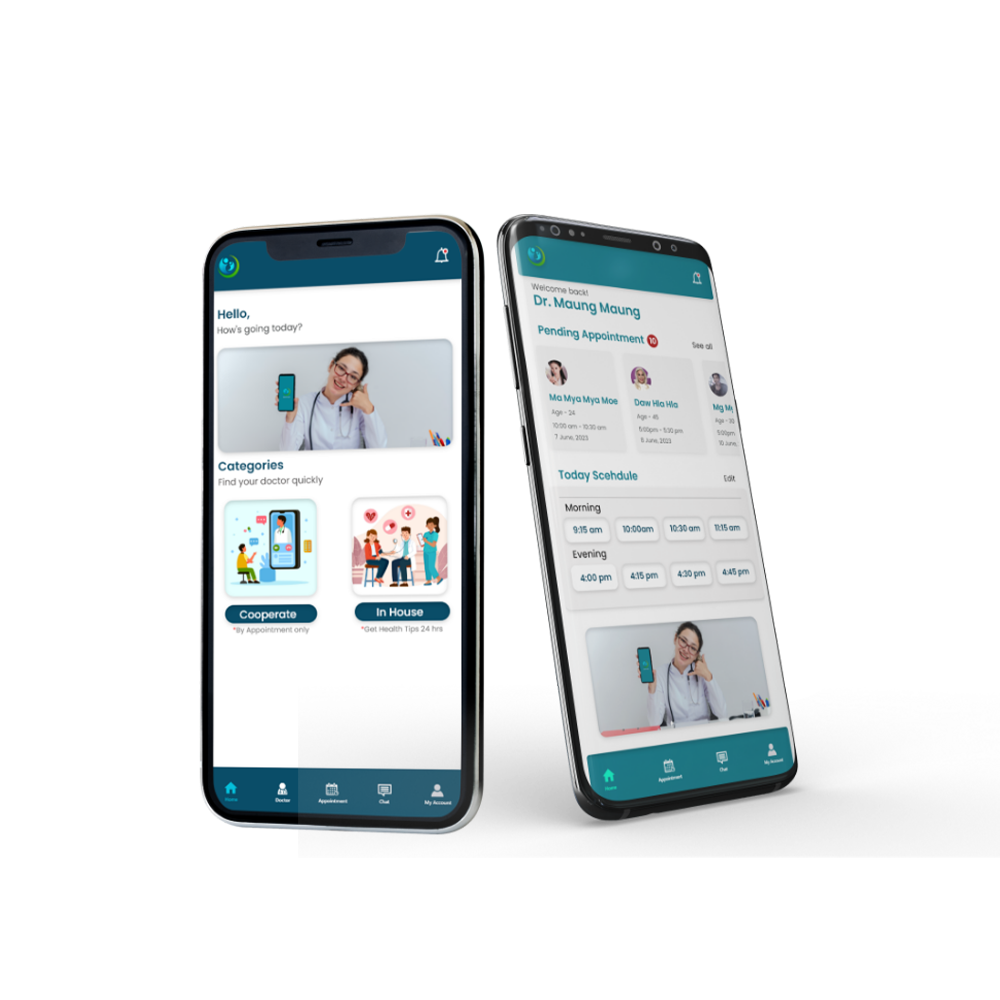 Hello,
How's going today?
Categories
Find your doctor quickly
Cooperate
*By Appointment only
In House
*Get Health Tips 24 hrs
Home
Doctor
Appointment
Chat
My Account
Welcome back!
Dr. Maung Maung
Pending Appointment 10
See all
Ma Mya Mya Moe
Age - 24
10:00 am - 10:30 am
7 June, 2023
Daw Hla Hla
Age - 45
5:00pm - 5:30 pm
8 June, 2023
Mg My
Age - 30
5:00pm
10 June,
Today Scehdule
Edit
Morning
9:15 am
10:00am
10:30 am
11:15 am
Evening
4:00 pm
4:15 pm
4:30 pm
4:45 pm
Home
Appointment
Chat
My Account